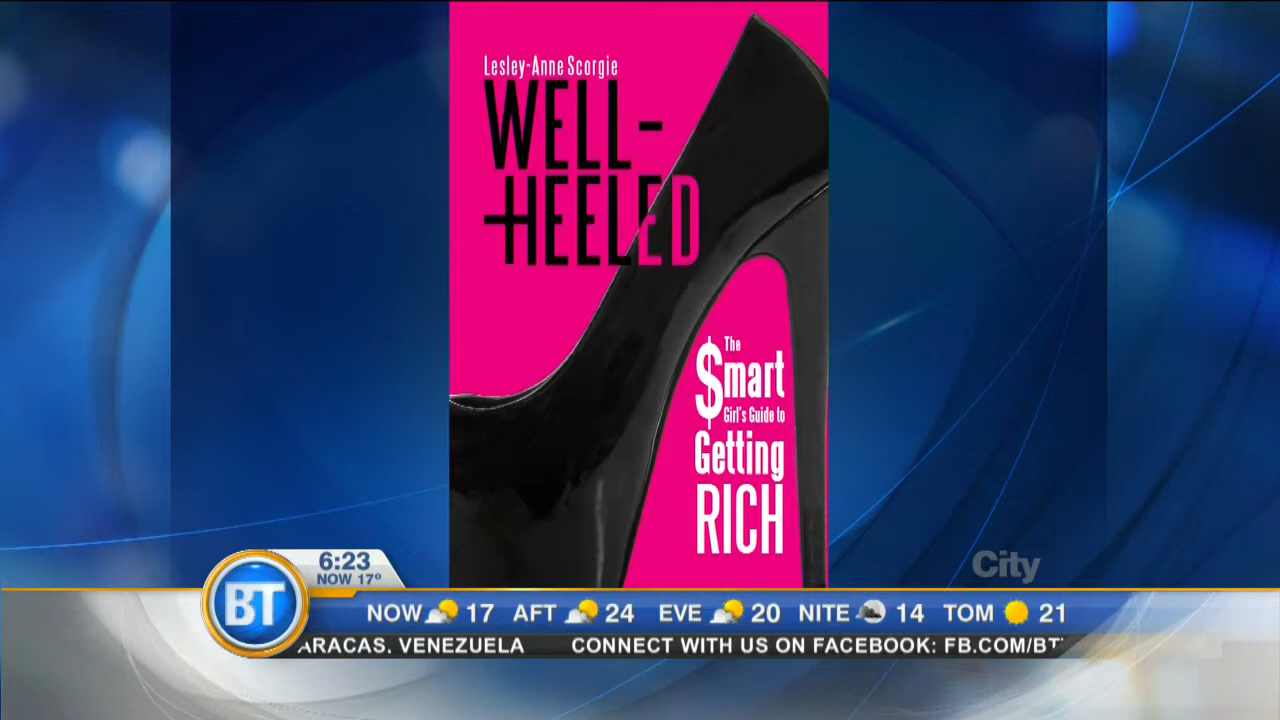 Lesley-Anne Scorgie
WELL-
-HEELED
The
$mart
Girl's Guide to
Getting
RICH
City
6:23
NOW 17°
BT
NOW 17 AFT 24 EVE 20 NITE 14 TOM 21
ARACAS, VENEZUELA CONNECT WITH US ON FACEBOOK: FB.COM/BT